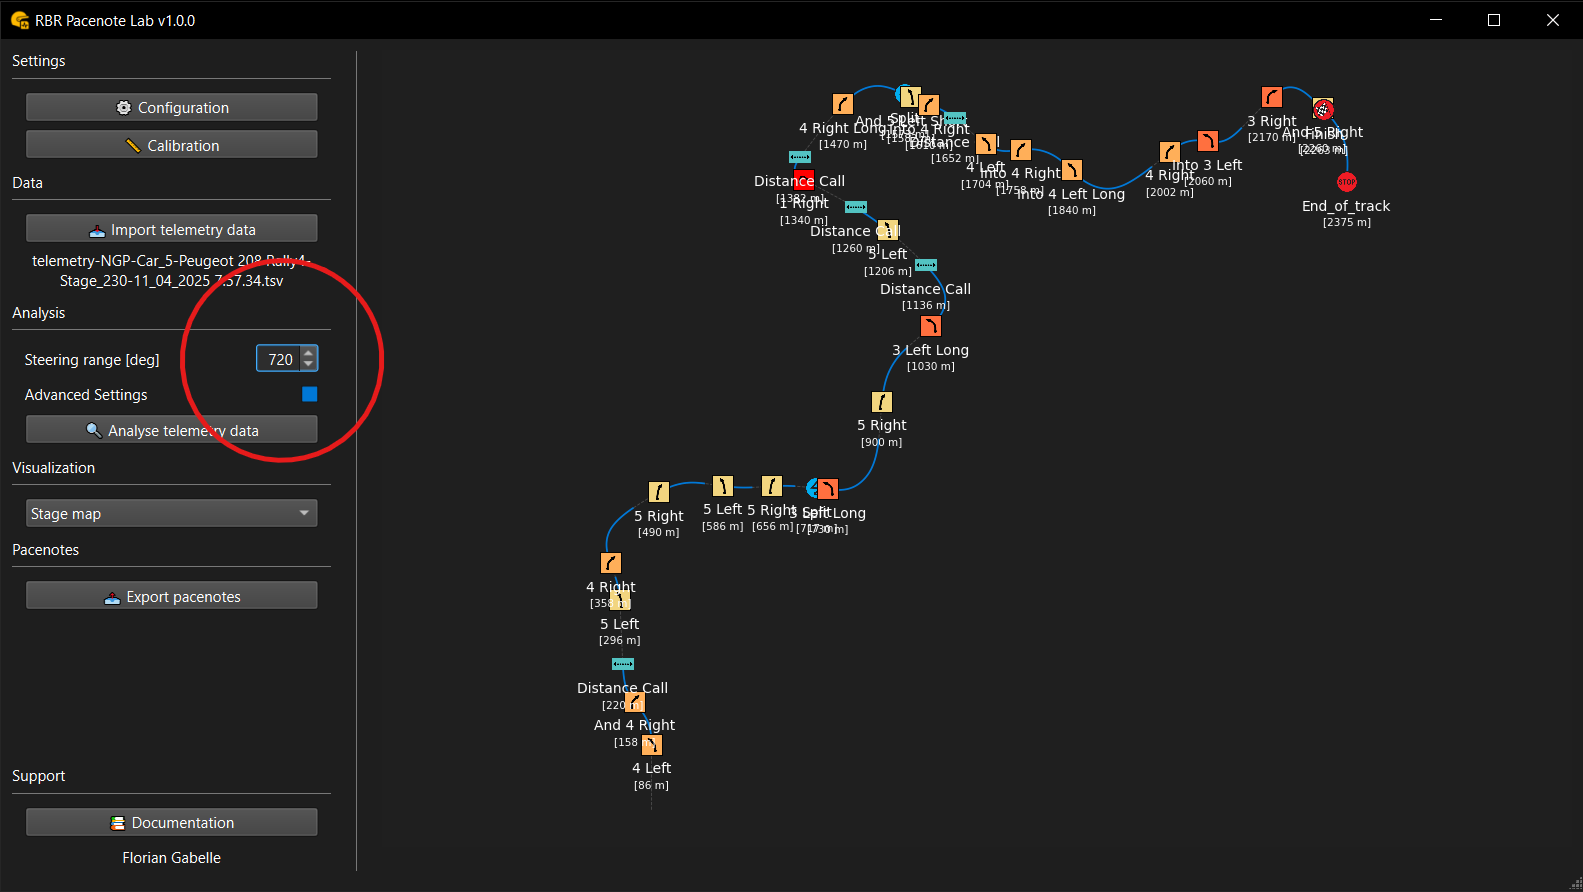 RBR Pacenote Lab v1.0.0
Settings
Configuration
Calibration
Data
Import telemetry data
telemetry-NGP-Car_5-Peugeot 208 Rally4-
Stage_230-11_04_2025_7.57.34.tsv
Analysis
Steering range [deg]
720
Advanced Settings
Analyse telemetry data
Visualization
Stage map
Pacenotes
Export pacenotes
Support
Documentation
Florian Gabelle
4 Right Long
[1470 m]
And 5 Left
Split
Into 4 Right
Distance
[1652 m]
4 Left
[1704 m]
Into 4 Right
[1758 m]
Into 4 Left Long
[1840 m]
4 Right
[2002 m]
Into 3 Left
[2060 m]
3 Right
[2170 m]
And 5 Right
Finish
[2263 m]
STOP
End_of_track
[2375 m]
Distance Call
[1382 m]
1 Right
[1340 m]
Distance Call
[1260 m]
5 Left
[1206 m]
Distance Call
[1136 m]
3 Left Long
[1030 m]
5 Right
[900 m]
3 Left Long
Split
[730 m]
5 Right
[656 m]
5 Left
[586 m]
5 Right
[490 m]
4 Right
[358 m]
5 Left
[296 m]
Distance Call
[220 m]
And 4 Right
[158 m]
4 Left
[86 m]